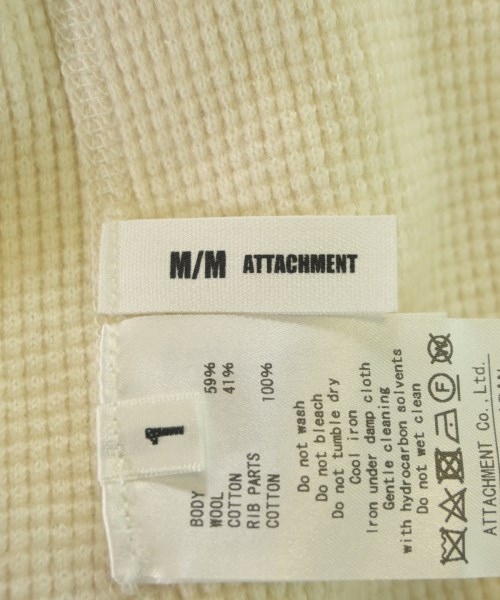 M/M ATTACHMENT
1
BODY
WOOL 59%
COTTON 41%
RIB PARTS
COTTON 100%
Do not wash
Do not bleach
Do not tumble dry
Cool iron
Iron under damp cloth
Gentle cleaning
with hydrocarbon solvents
Do not wet clean
F
ATTACHMENT Co., Ltd.